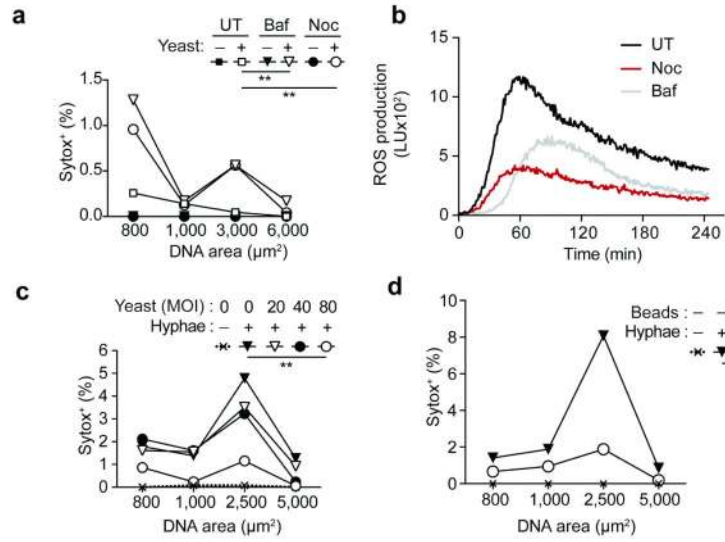 a
UT Baf Noc
Yeast: – + – + – +
**
**
1.5
1.0
0.5
0.0
Sytox+ (%)
800 1,000 3,000 6,000
DNA area (µm²)
b
UT
Noc
Baf
15
10
5
0
ROS production
(LUx10²)
0 60 120 180 240
Time (min)
c
Yeast (MOI) : 0 0 20 40 80
Hyphae : – + + + +
**
6
5
4
3
2
1
0
Sytox+ (%)
800 1,000 2,500 5,000
DNA area (µm²)
d
Beads : – –
Hyphae : –
10
8
6
4
2
0
Sytox+ (%)
800 1,000 2,500 5,000
DNA area (µm²)